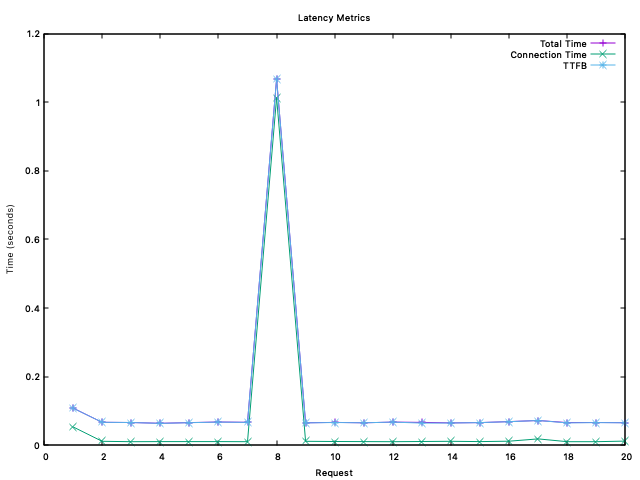 Latency Metrics
Total Time
Connection Time
TTFB
1.2
1
0.8
0.6
0.4
0.2
0
Time (seconds)
0 2 4 6 8 10 12 14 16 18 20
Request